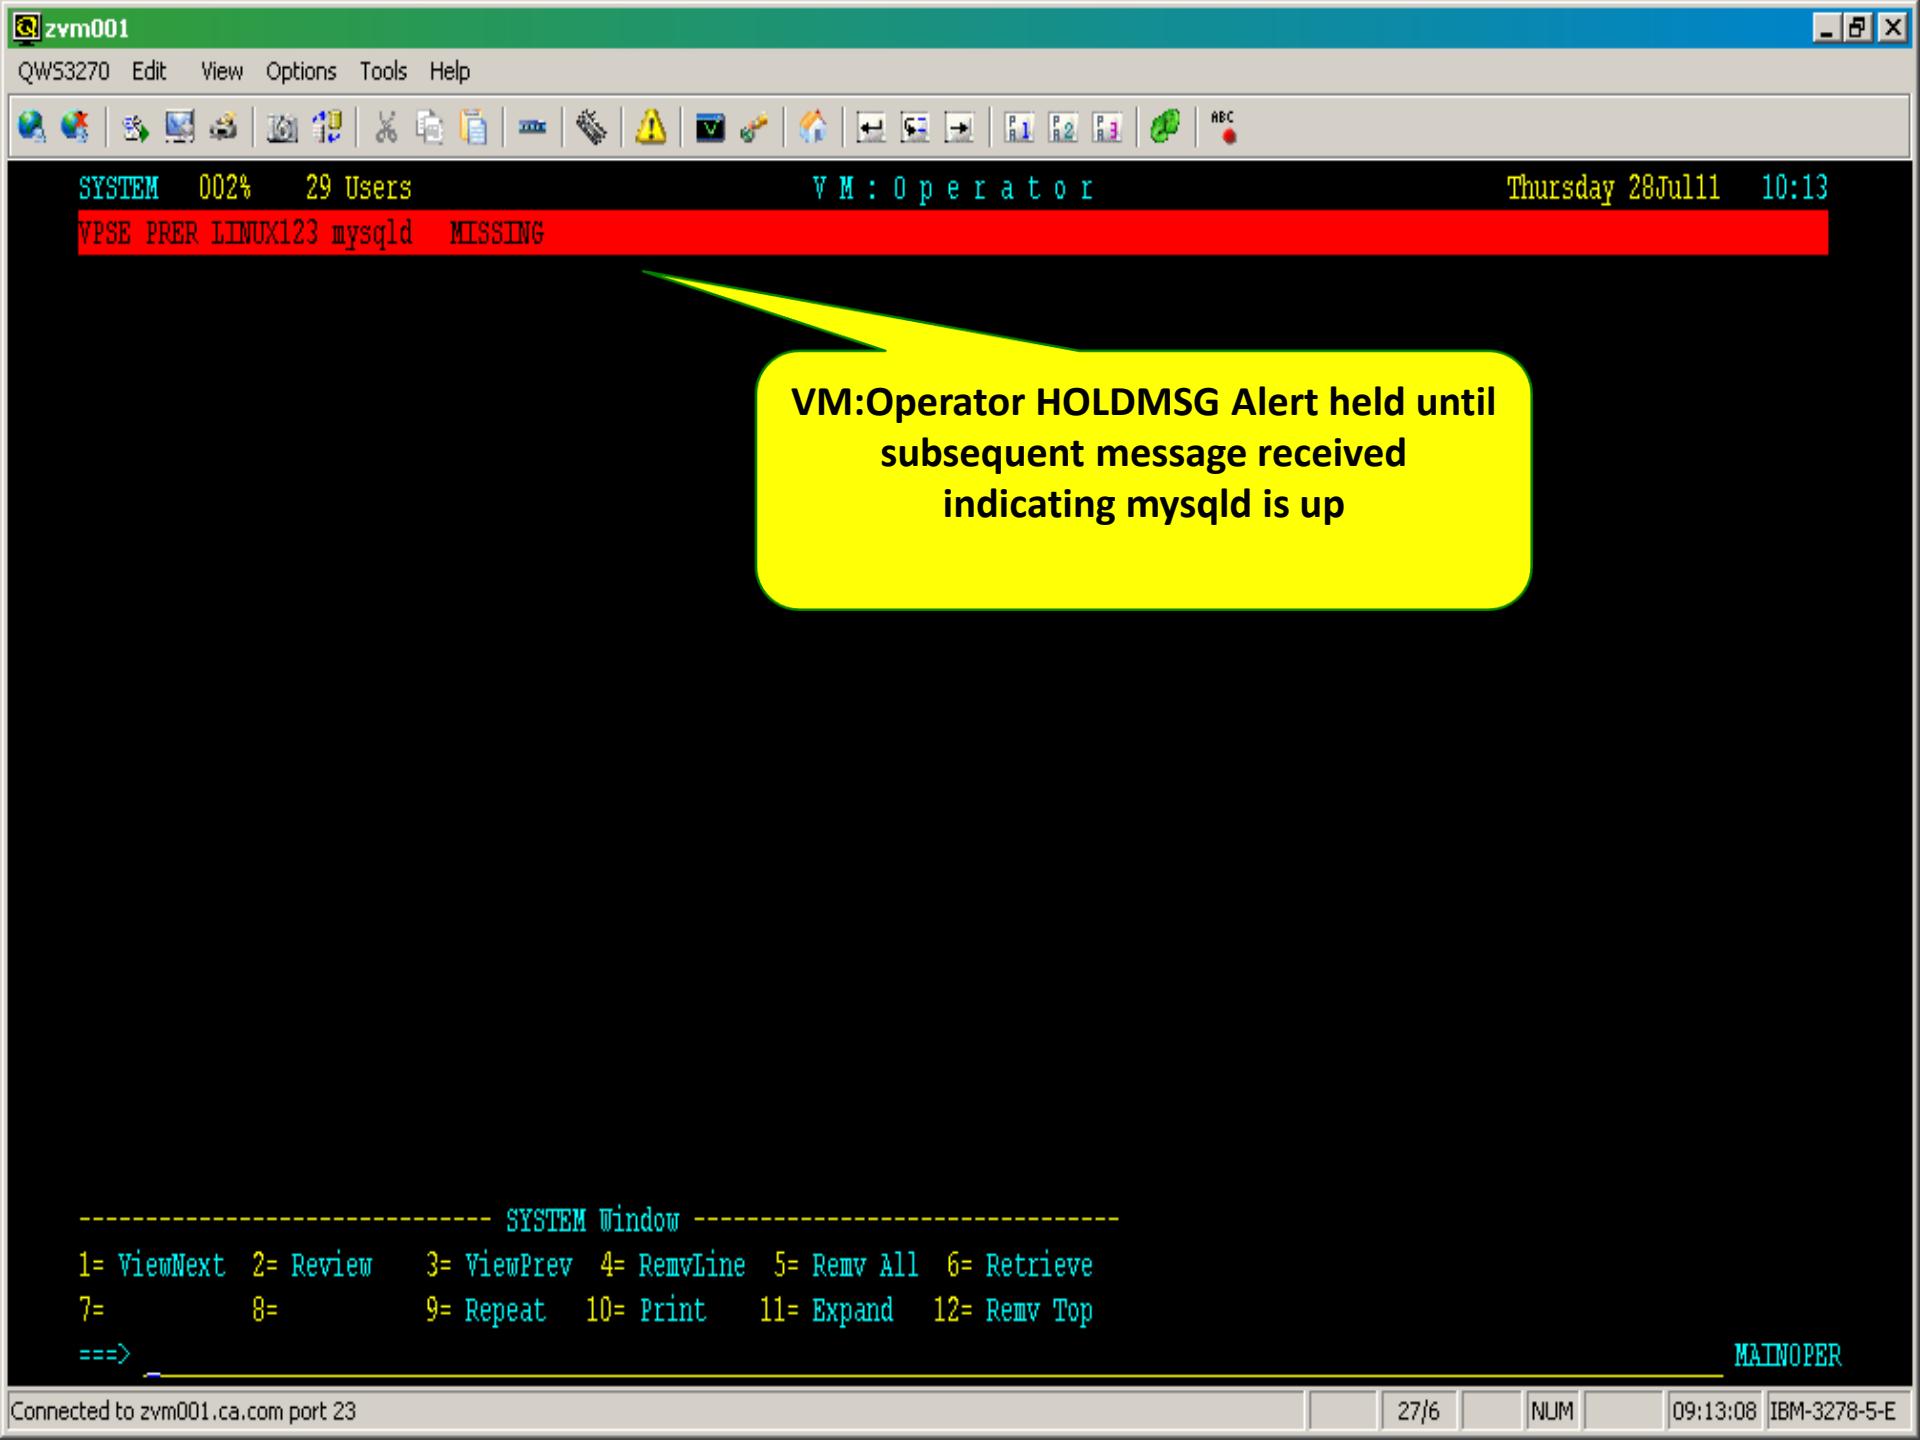 zvm001
QWS3270 Edit View Options Tools Help
ABC
SYSTEM 002% 29 Users V M : O p e r a t o r Thursday 28Jul11 10:13
VPSE PRER LINUX123 mysqld MISSING
VM:Operator HOLDMSG Alert held until
subsequent message received
indicating mysqld is up
------------------------------- SYSTEM Window --------------------------------
1= ViewNext 2= Review 3= ViewPrev 4= RemvLine 5= Remv All 6= Retrieve
7= 8= 9= Repeat 10= Print 11= Expand 12= Remv Top
===> _ MAINOPER
Connected to zvm001.ca.com port 23 27/6 NUM 09:13:08 IBM-3278-5-E